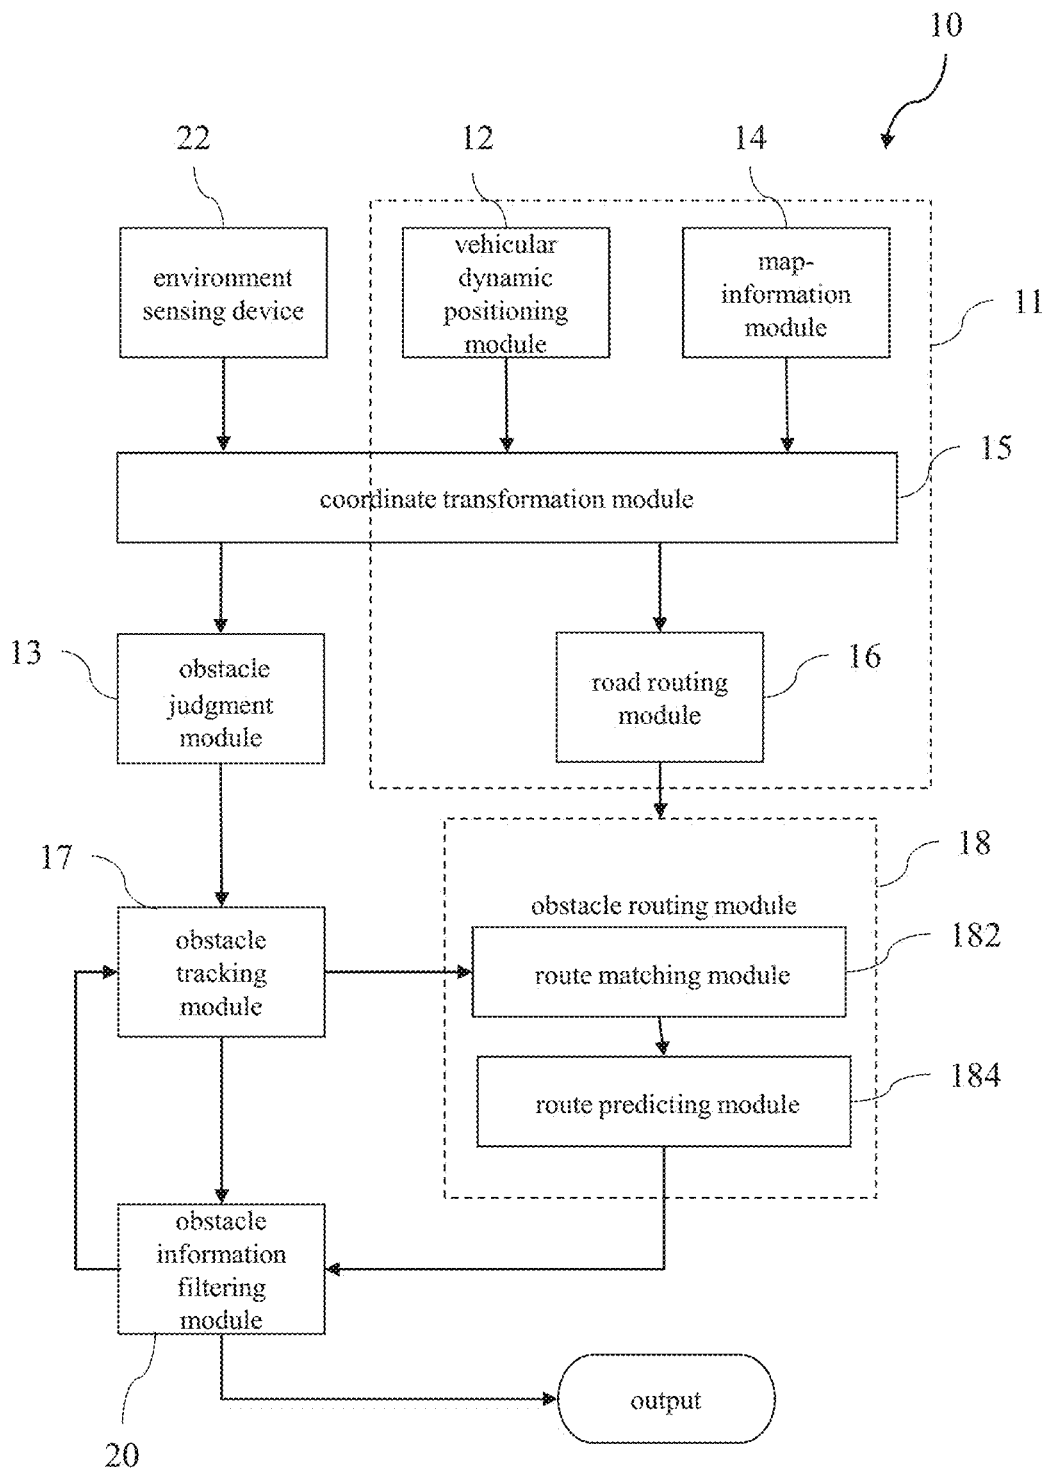 10
22
12
14
environment
sensing device
vehicular
dynamic
positioning
module
map-
information
module
11
coordinate transformation module
15
13
obstacle
judgment
module
road routing
module
16
17
18
obstacle
tracking
module
obstacle routing module
182
route matching module
route predicting module
184
obstacle
information
filtering
module
output
20